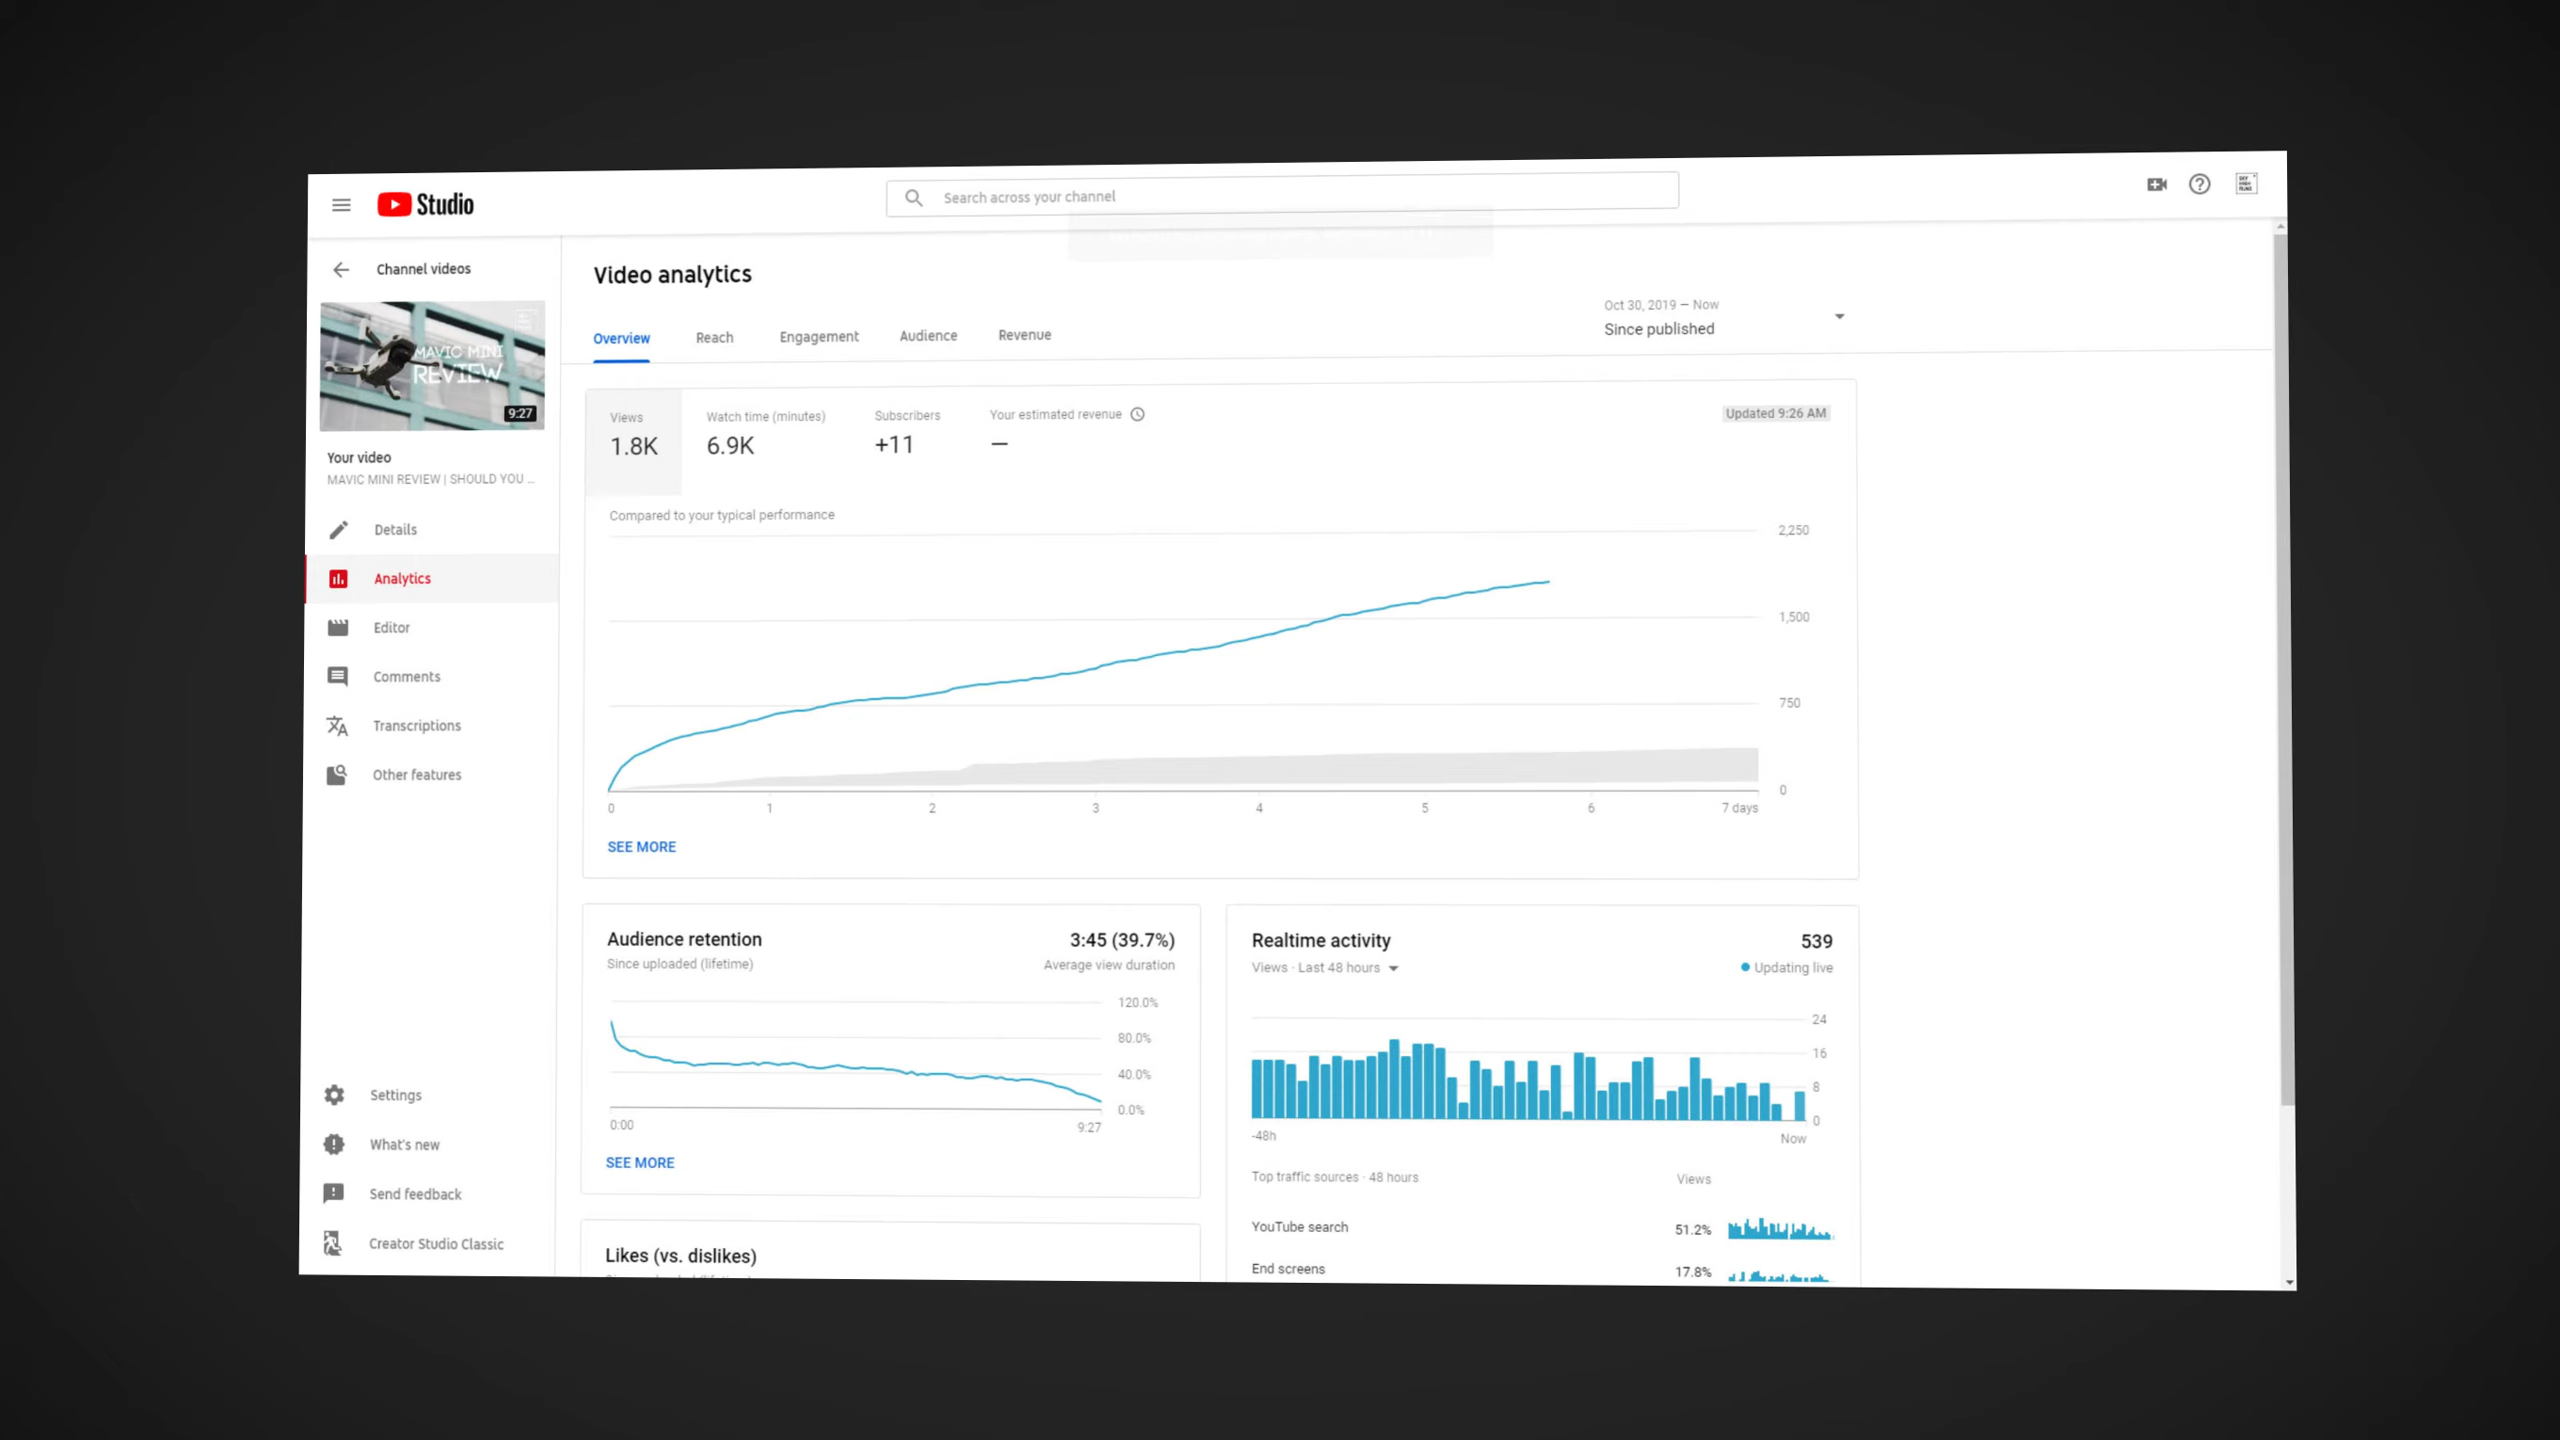 Studio
Search across your channel
Channel videos
MAVIC MINI
REVIEW
9:27
Your video
MAVIC MINI REVIEW | SHOULD YOU ...
Details
Analytics
Editor
Comments
Transcriptions
Other features
Settings
What's new
Send feedback
Creator Studio Classic
Video analytics
Oct 30, 2019 – Now
Since published
Overview Reach Engagement Audience Revenue
Views Watch time (minutes) Subscribers Your estimated revenue
1.8K 6.9K +11 —
Updated 9:26 AM
Compared to your typical performance
2,250
1,500
750
0
0 1 2 3 4 5 6 7 days
SEE MORE
Audience retention 3:45 (39.7%)
Since uploaded (lifetime) Average view duration
120.0%
80.0%
40.0%
0.0%
0:00 9:27
SEE MORE
Likes (vs. dislikes)
Realtime activity 539
Views · Last 48 hours Updating live
24
16
8
0
-48h Now
Top traffic sources · 48 hours Views
YouTube search 51.2%
End screens 17.8%